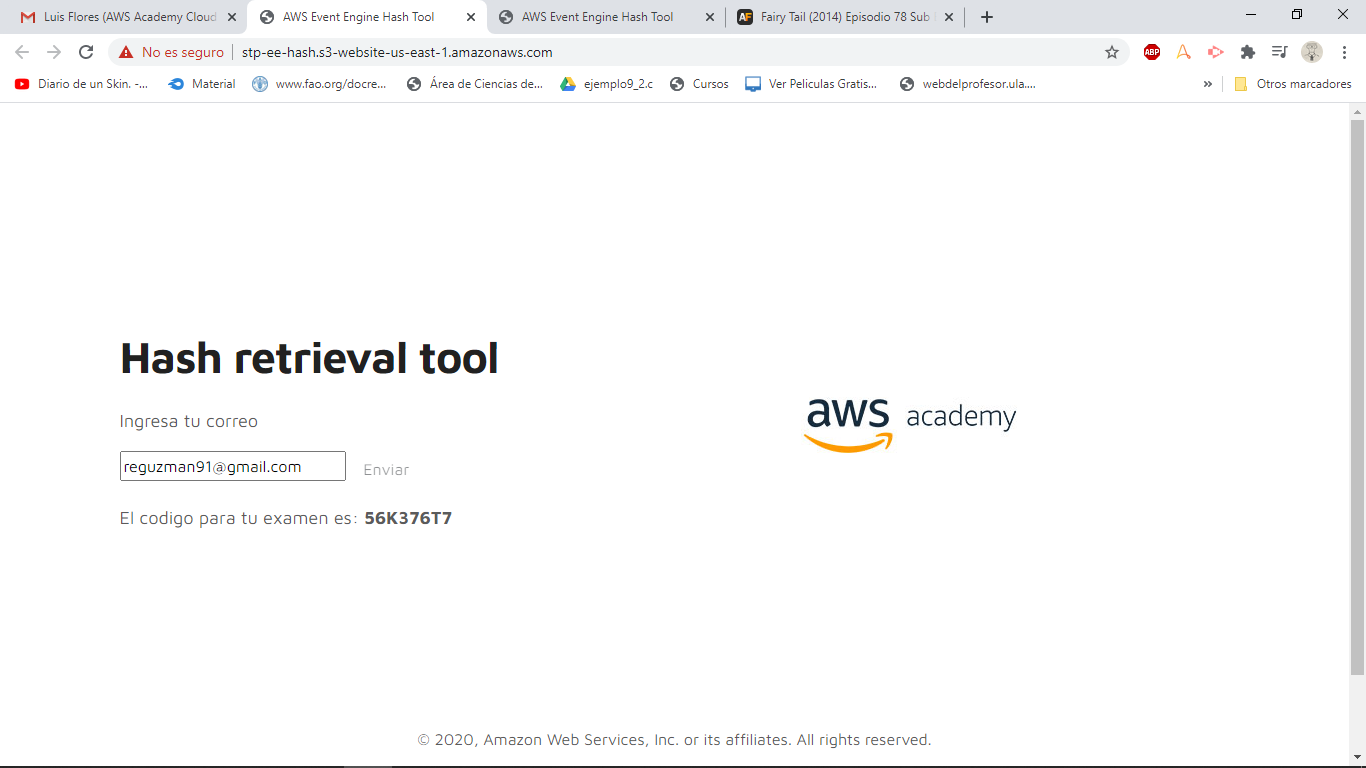 Luis Flores (AWS Academy Cloud
AWS Event Engine Hash Tool
AWS Event Engine Hash Tool
AF Fairy Tail (2014) Episodio 78 Sub
No es seguro
stp-ee-hash.s3-website-us-east-1.amazonaws.com
ABP
Diario de un Skin. -...
Material
www.fao.org/docre...
Área de Ciencias de...
ejemplo9_2.c
Cursos
Ver Peliculas Gratis...
webdelprofesor.ula....
»
Otros marcadores
Hash retrieval tool
Ingresa tu correo
reguzman91@gmail.com
Enviar
El codigo para tu examen es: 56K376T7
aws academy
© 2020, Amazon Web Services, Inc. or its affiliates. All rights reserved.